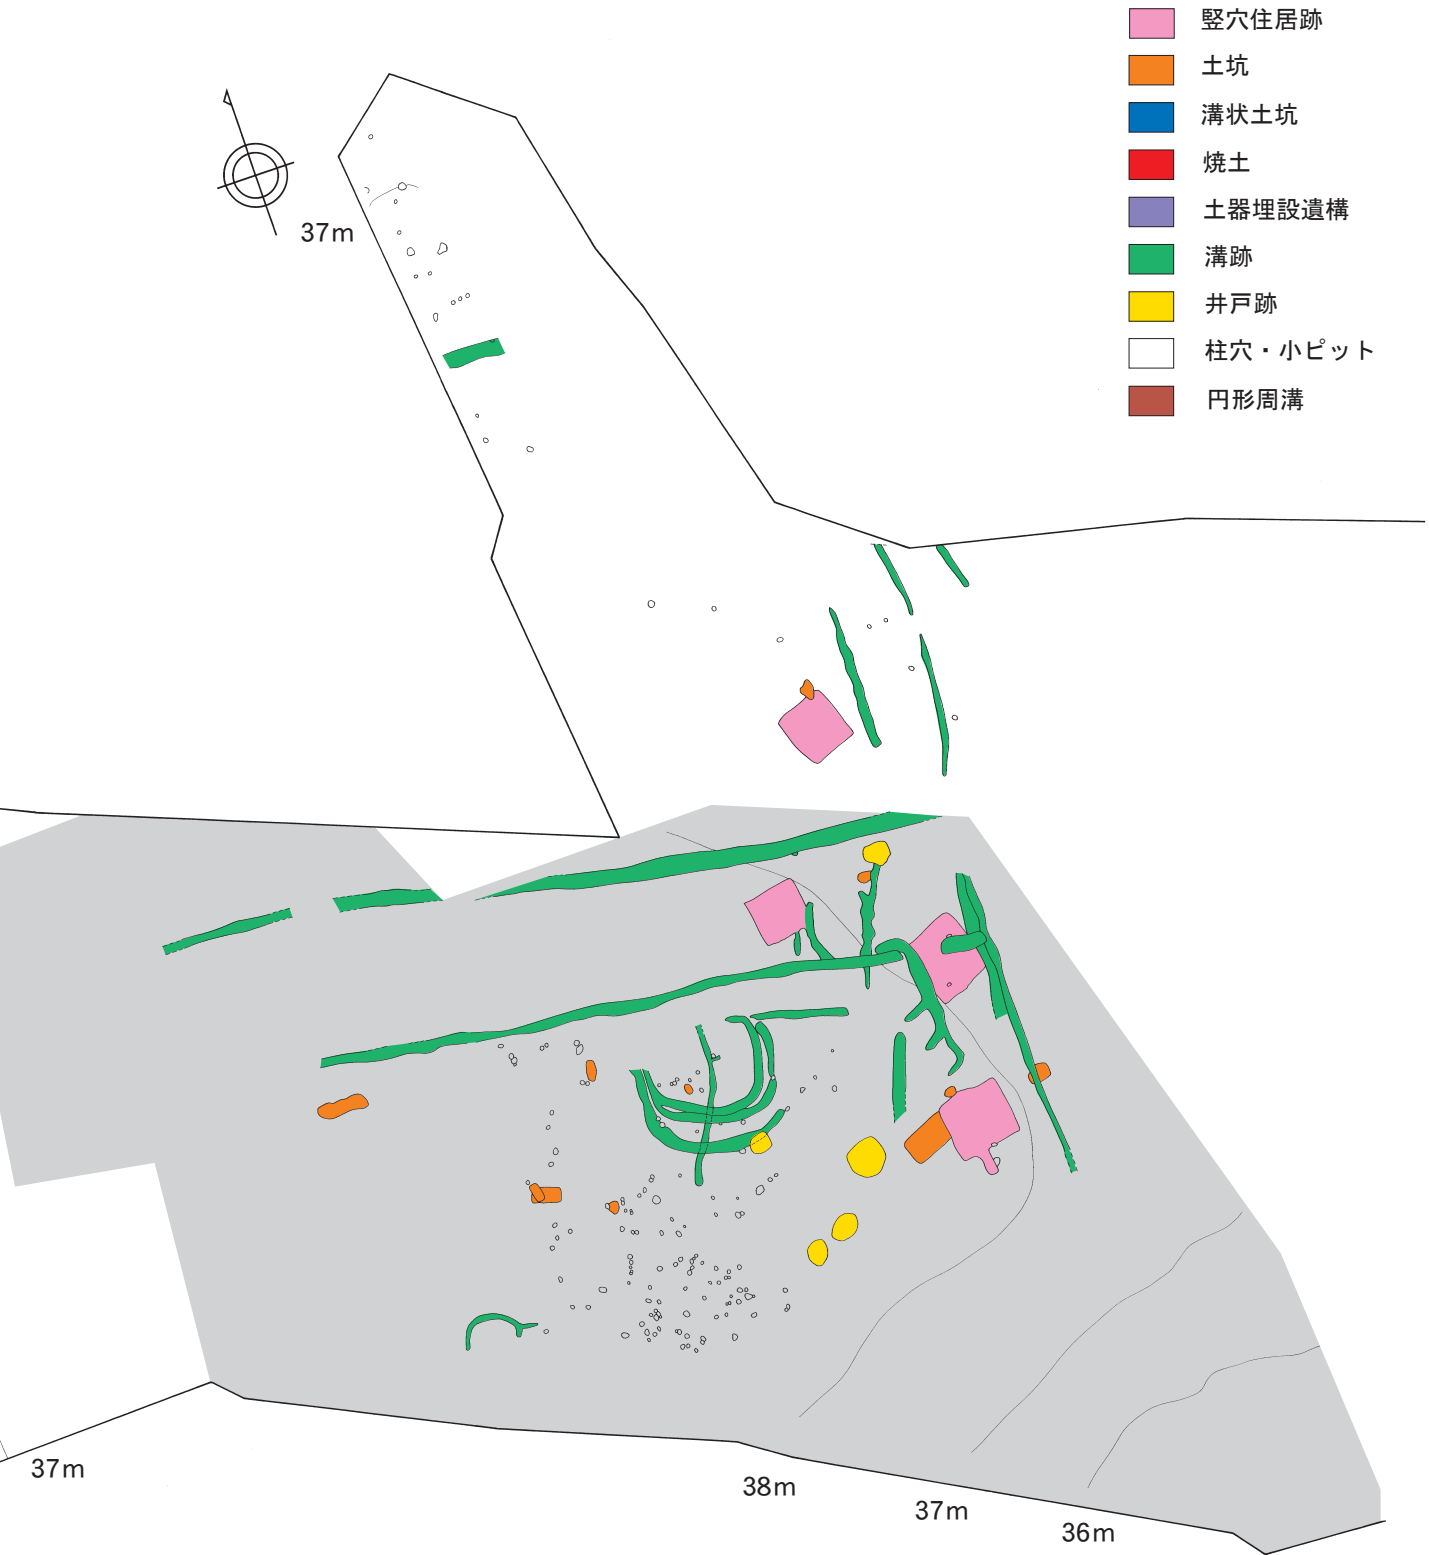 竪穴住居跡
土坑
溝状土坑
焼土
土器埋設遺構
溝跡
井戸跡
柱穴・小ピット
円形周溝
37m
37m
38m
37m
36m